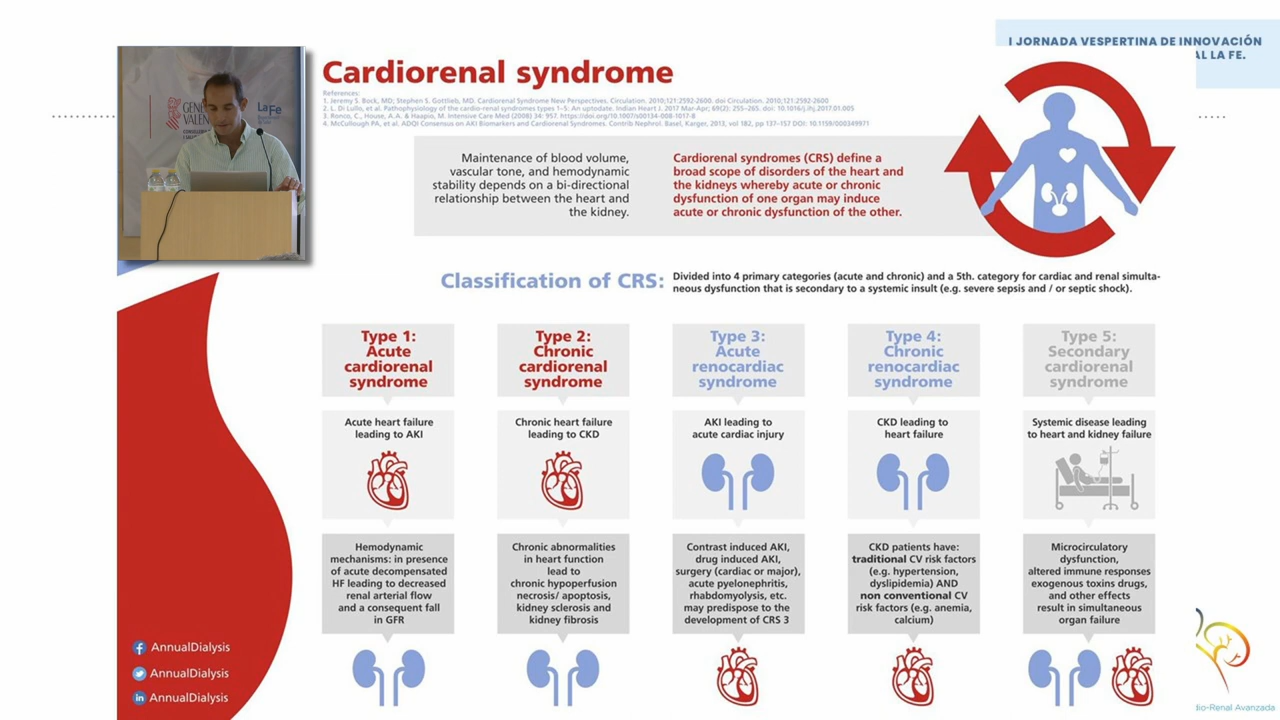 I JORNADA VESPERTINA DE INNOVACIÓN
AL LA FE.
Cardiorenal syndrome
References:
1. Jeremy S. Bock, MD; Stephen S. Gottlieb, MD. Cardiorenal Syndrome New Perspectives. Circulation. 2010;121:2592-2600. doi Circulation. 2010;121:2592-2600
2. L. Di Lullo, et al. Pathophysiology of the cardio-renal syndromes types 1–5: An uptodate. Indian Heart J. 2017 Mar-Apr; 69(2): 255–265. doi: 10.1016/j.ihj.2017.01.005
3. Ronco, C., House, A.A. & Haapio, M. Intensive Care Med (2008) 34: 957. https://doi.org/10.1007/s00134-008-1017-8
4. McCullough PA, et al. ADQI Consensus on AKI Biomarkers and Cardiorenal Syndromes. Contrib Nephrol. Basel, Karger, 2013, vol 182, pp 137–157 DOI: 10.1159/000349971
GENE
VALEN
La Fe
Maintenance of blood volume,
vascular tone, and hemodynamic
stability depends on a bi-directional
relationship between the heart and
the kidney.
Cardiorenal syndromes (CRS) define a
broad scope of disorders of the heart and
the kidneys whereby acute or chronic
dysfunction of one organ may induce
acute or chronic dysfunction of the other.
Classification of CRS:
Divided into 4 primary categories (acute and chronic) and a 5th. category for cardiac and renal simulta-
neous dysfunction that is secondary to a systemic insult (e.g. severe sepsis and / or septic shock).
Type 1:
Acute
cardiorenal
syndrome
Acute heart failure
leading to AKI
Hemodynamic
mechanisms: in presence
of acute decompensated
HF leading to decreased
renal arterial flow
and a consequent fall
in GFR
Type 2:
Chronic
cardiorenal
syndrome
Chronic heart failure
leading to CKD
Chronic abnormalities
in heart function
lead to
chronic hypoperfusion
necrosis/ apoptosis,
kidney sclerosis and
kidney fibrosis
Type 3:
Acute
renocardiac
syndrome
AKI leading to
acute cardiac injury
Contrast induced AKI,
drug induced AKI,
surgery (cardiac or major),
acute pyelonephritis,
rhabdomyolysis, etc.
may predispose to the
development of CRS 3
Type 4:
Chronic
renocardiac
syndrome
CKD leading to
heart failure
CKD patients have:
traditional CV risk factors
(e.g. hypertension,
dyslipidemia) AND
non conventional CV
risk factors (e.g. anemia,
calcium)
Type 5:
Secondary
cardiorenal
syndrome
Systemic disease leading
to heart and kidney failure
Microcirculatory
dysfunction,
altered immune responses
exogenous toxins drugs,
and other effects
result in simultaneous
organ failure
AnnualDialysis
AnnualDialysis
AnnualDialysis
dio-Renal Avanzada